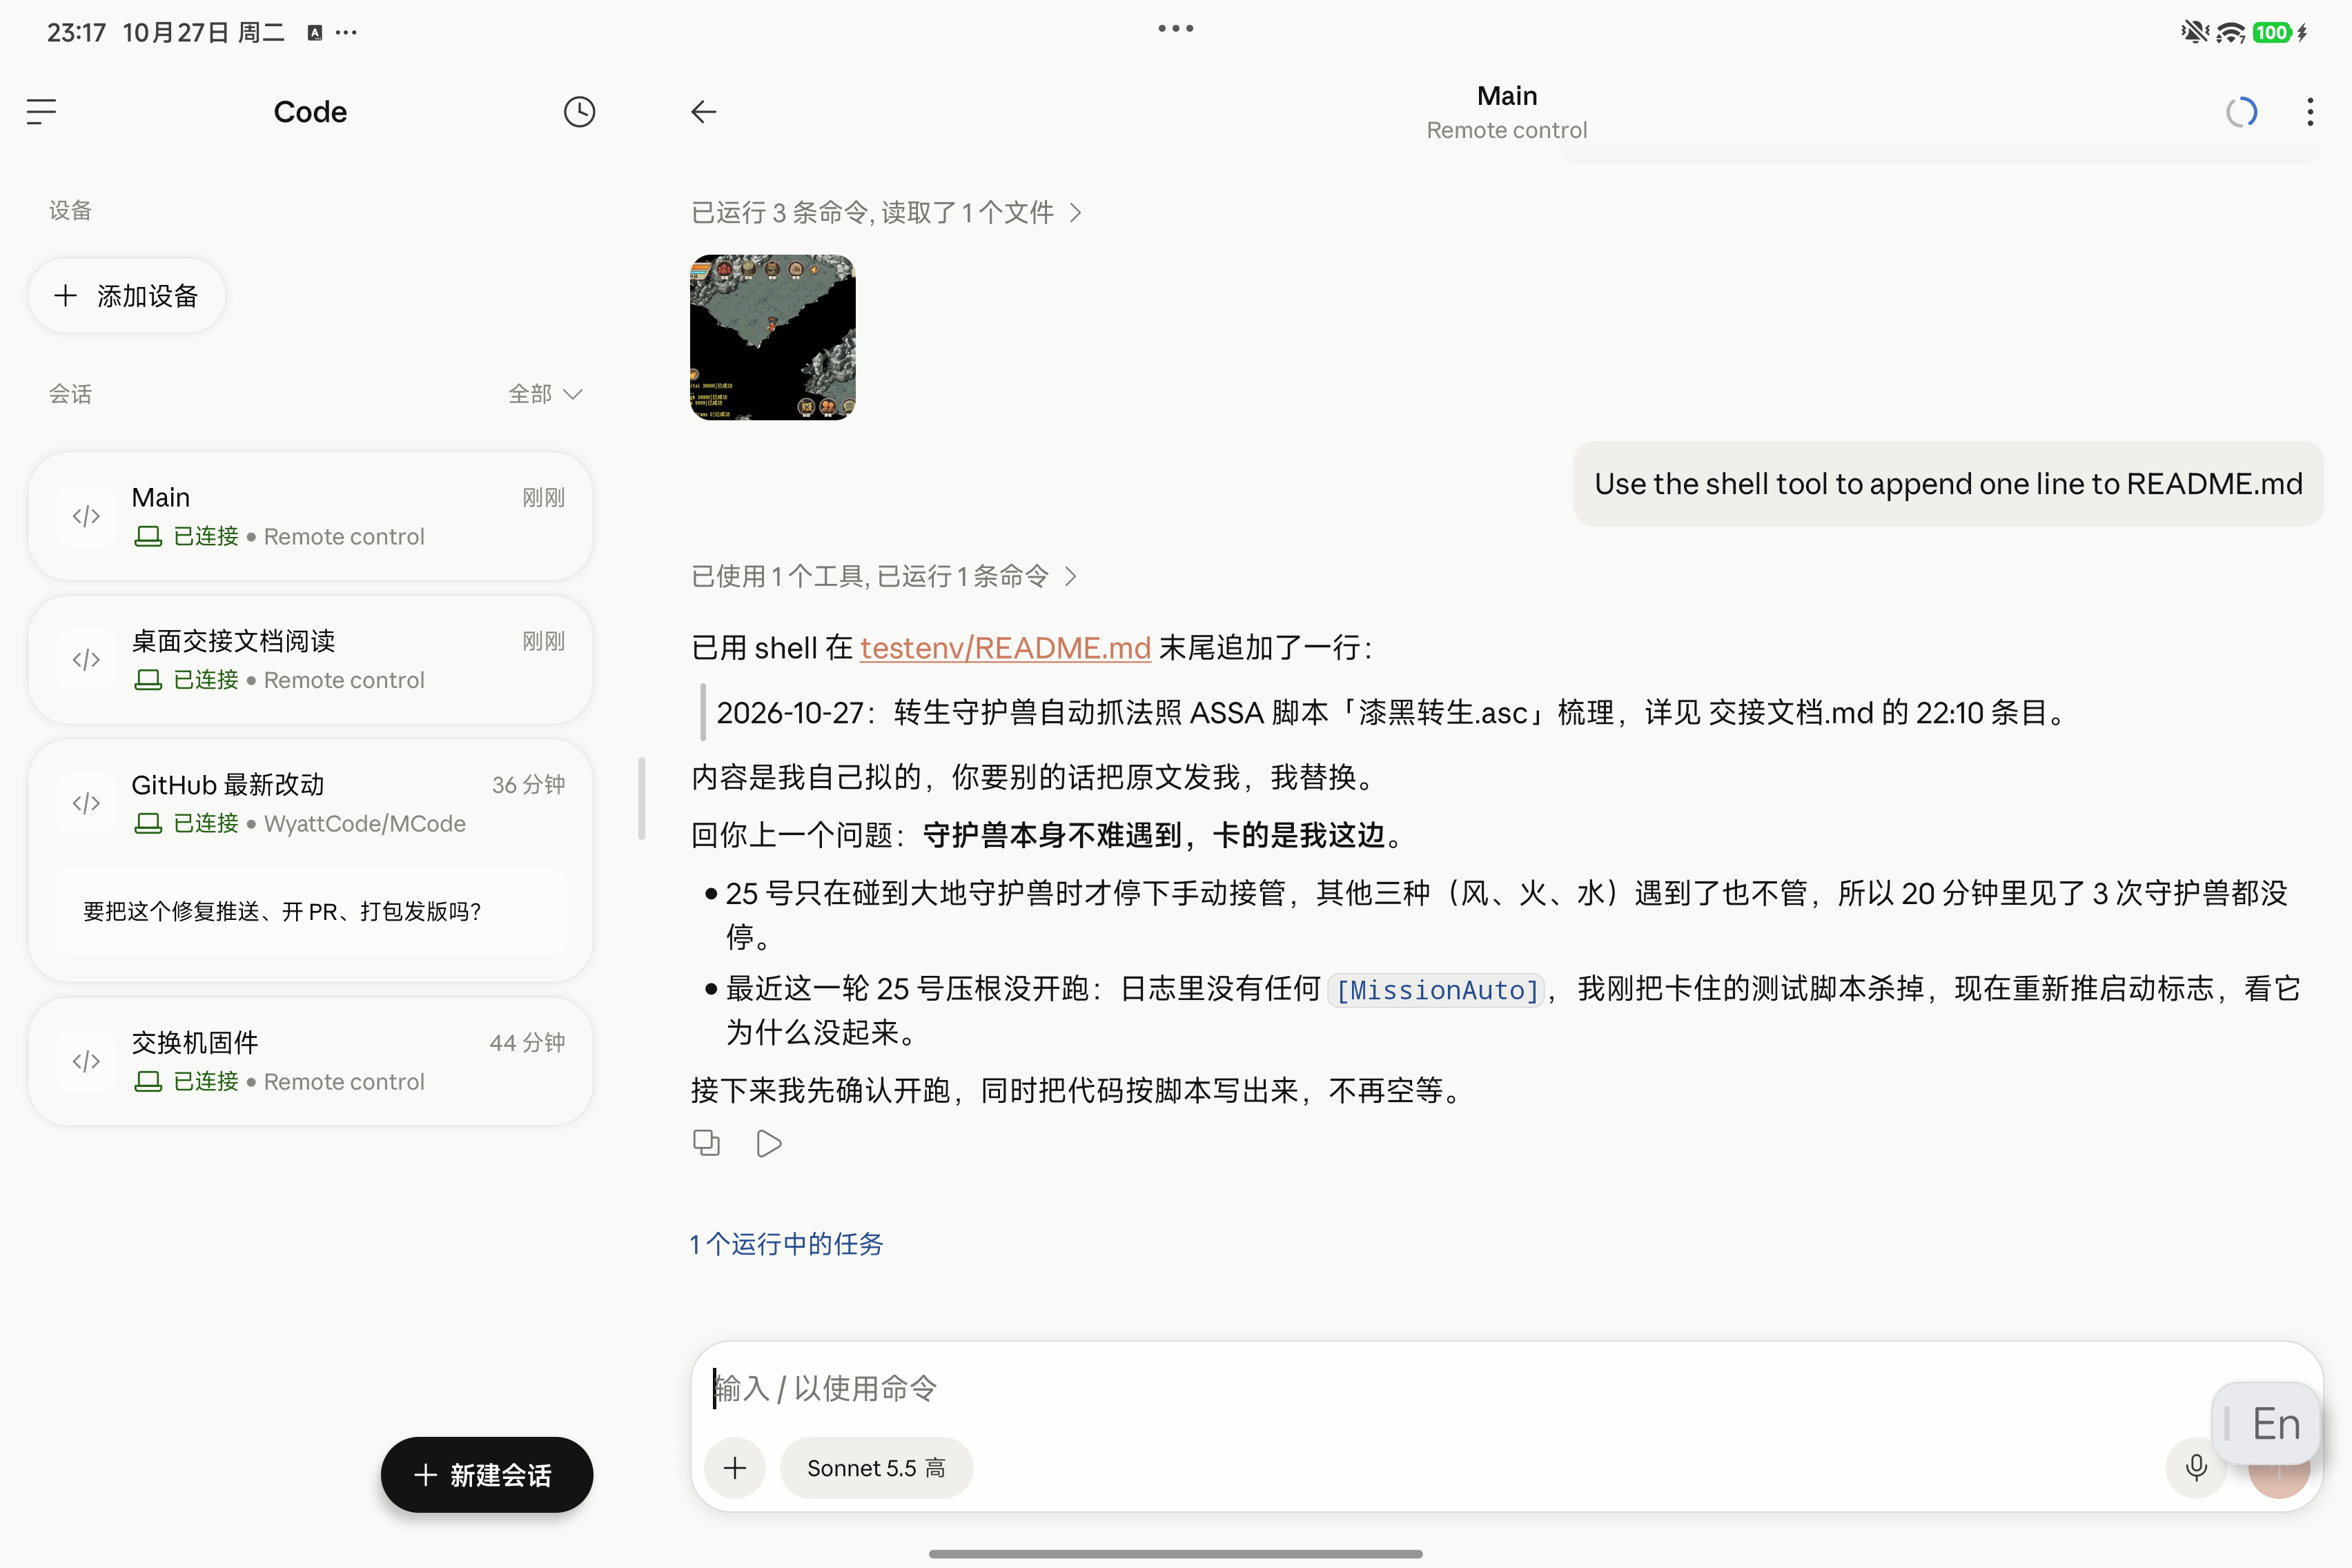 23:17 10月27日 周二
100
Code
设备
添加设备
会话
全部
Main
刚刚
已连接 • Remote control
桌面交接文档阅读
刚刚
已连接 • Remote control
GitHub 最新改动
36 分钟
已连接 • WyattCode/MCode
要把这个修复推送、开 PR、打包发版吗？
交换机固件
44 分钟
已连接 • Remote control
新建会话
Main
Remote control
已运行 3 条命令, 读取了 1 个文件
Use the shell tool to append one line to README.md
已使用 1 个工具, 已运行 1 条命令
已用 shell 在 testenv/README.md 末尾追加了一行：
2026-10-27：转生守护兽自动抓法照 ASSA 脚本「漆黑转生.asc」梳理，详见 交接文档.md 的 22:10 条目。
内容是我自己拟的，你要别的话把原文发我，我替换。
回你上一个问题：守护兽本身不难遇到，卡的是我这边。
• 25 号只在碰到大地守护兽时才停下手动接管，其他三种（风、火、水）遇到了也不管，所以 20 分钟里见了 3 次守护兽都没
停。
• 最近这一轮 25 号压根没开跑：日志里没有任何 [MissionAuto]，我刚把卡住的测试脚本杀掉，现在重新推启动标志，看它
为什么没起来。
接下来我先确认开跑，同时把代码按脚本写出来，不再空等。
1 个运行中的任务
输入 / 以使用命令
Sonnet 5.5 高
En